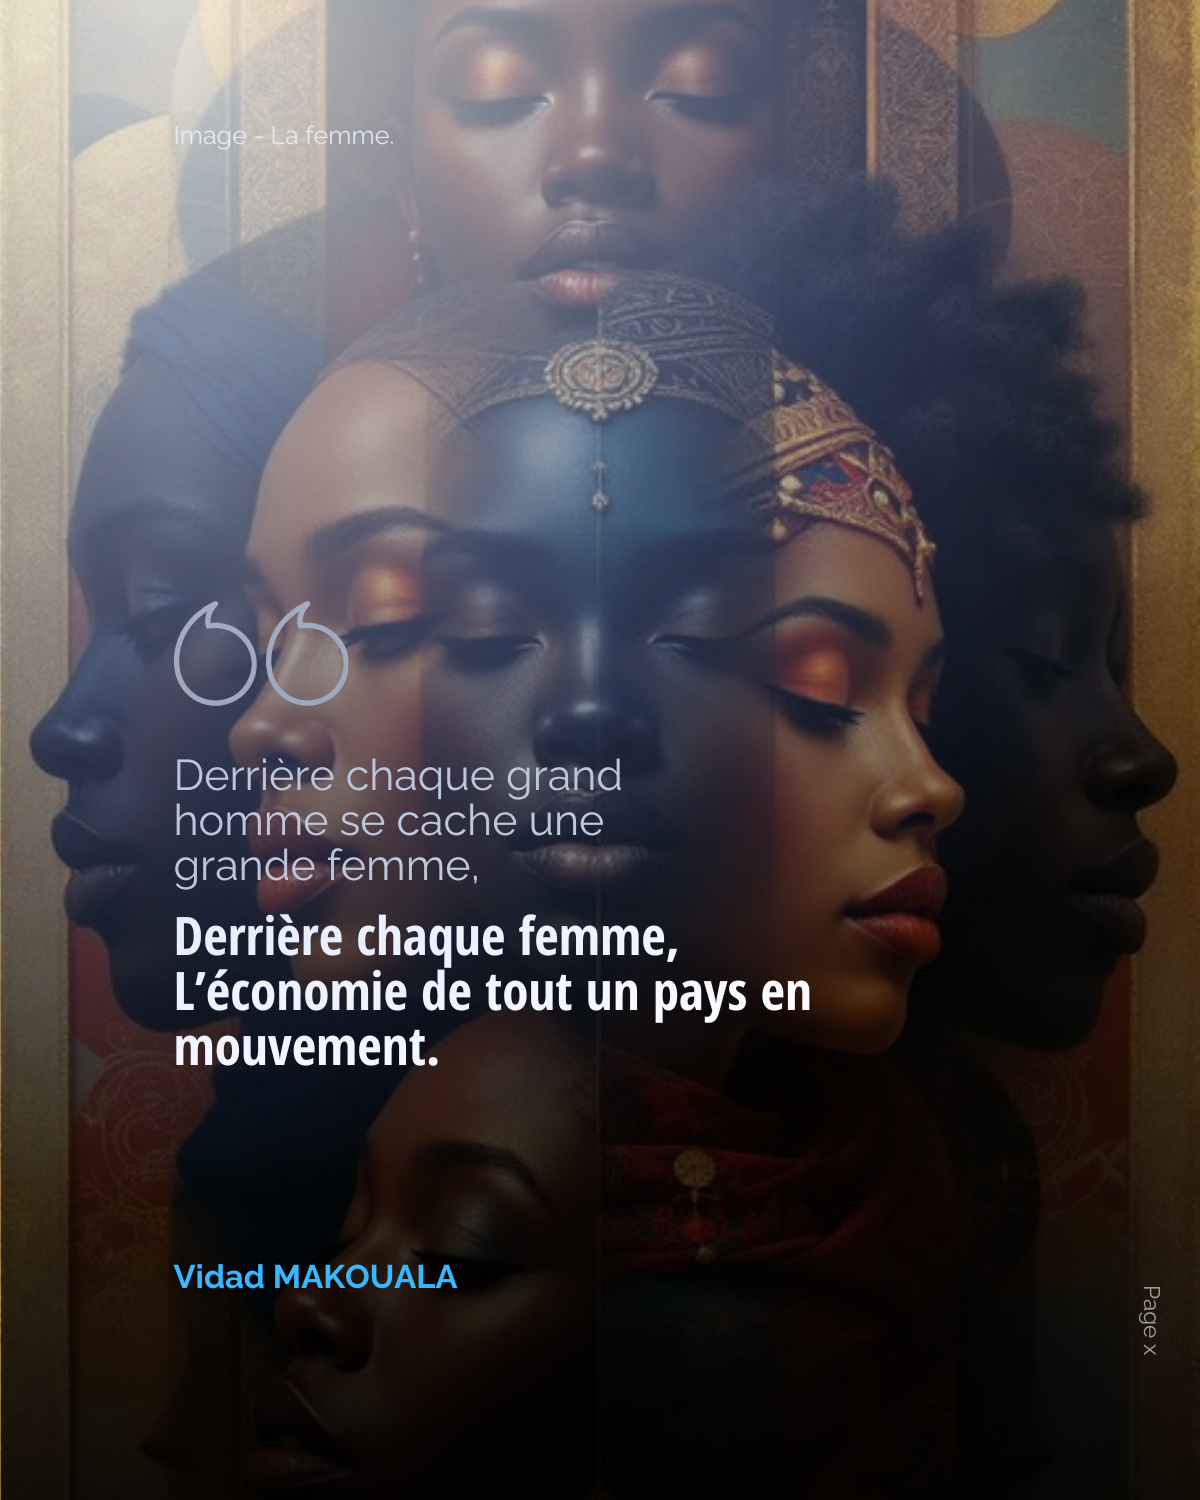 Image - La femme.
Derrière chaque grand
homme se cache une
grande femme,
Derrière chaque femme,
L’économie de tout un pays en
mouvement.
Vidad MAKOUALA
Page x